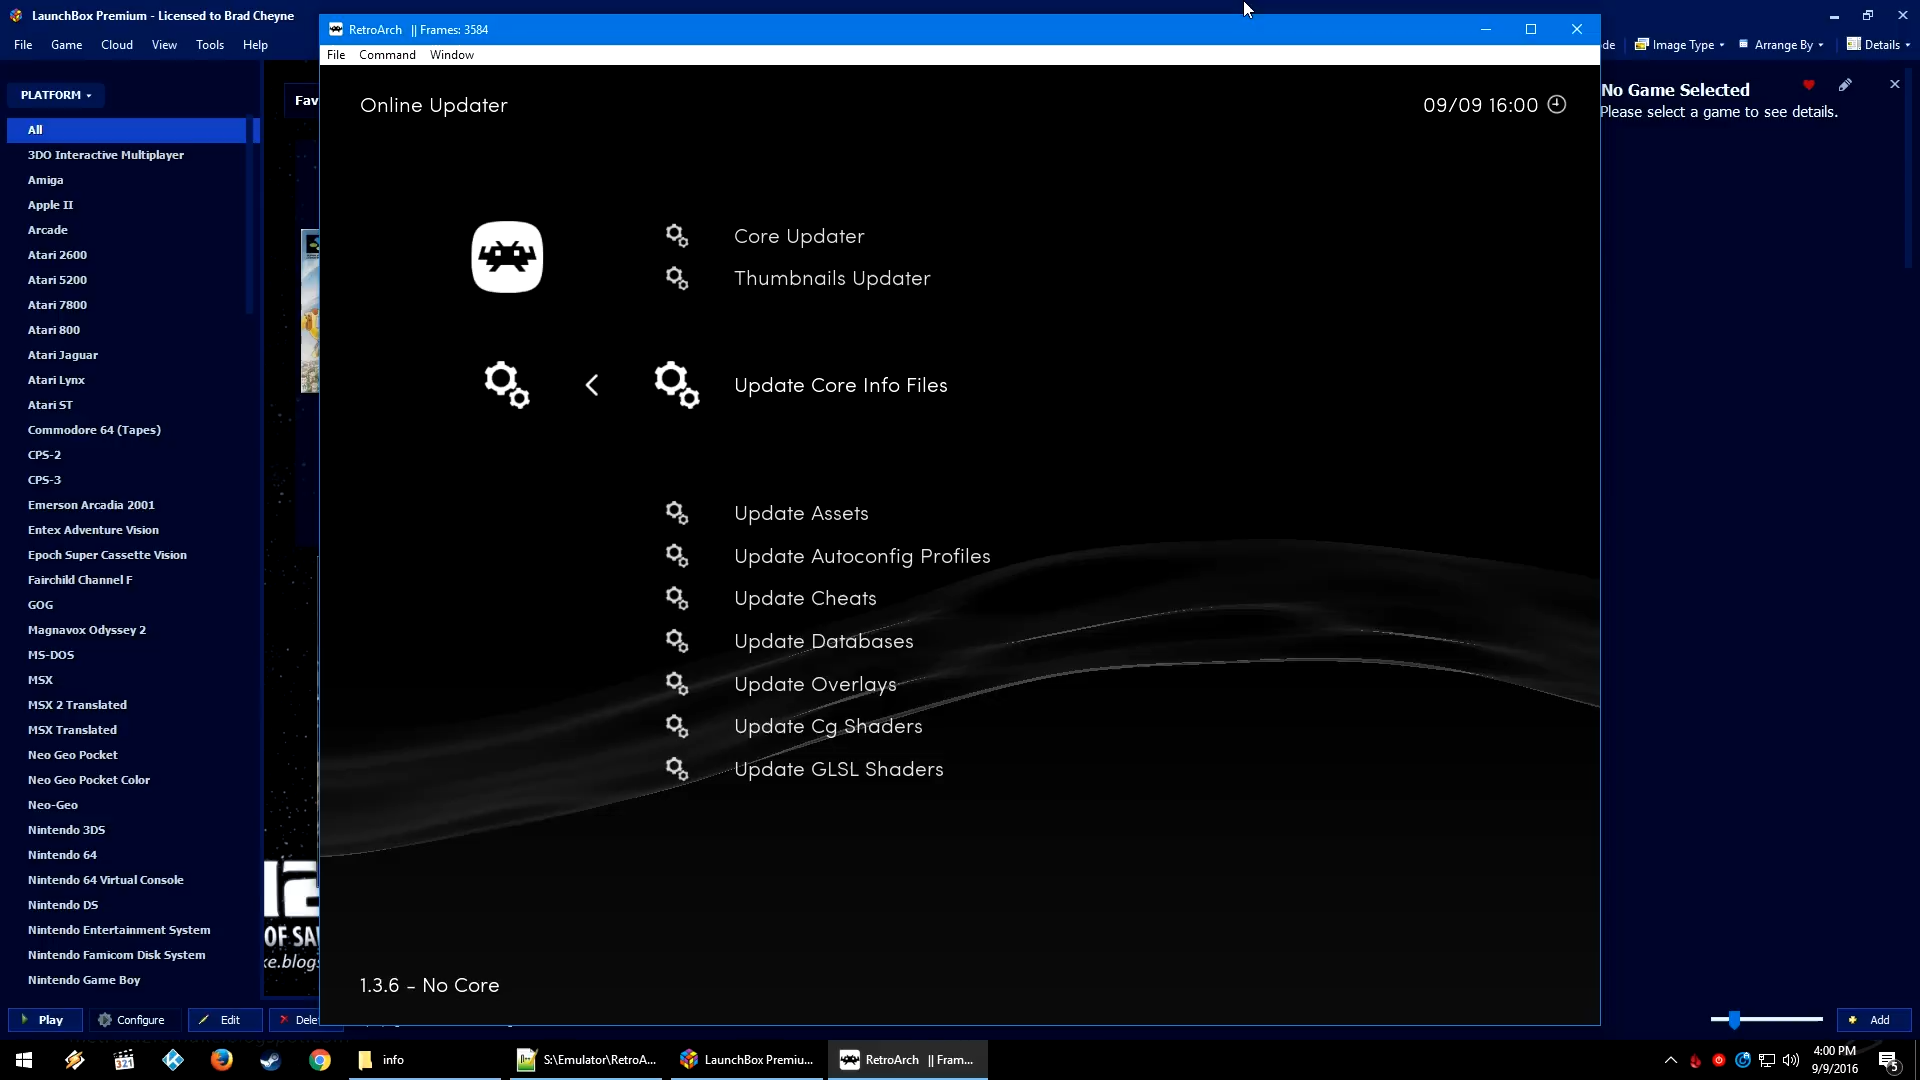 LaunchBox Premium - Licensed to Brad Cheyne
File Game Cloud View Tools Help
Image Type Arrange By Details
PLATFORM
All
3DO Interactive Multiplayer
Amiga
Apple II
Arcade
Atari 2600
Atari 5200
Atari 7800
Atari 800
Atari Jaguar
Atari Lynx
Atari ST
Commodore 64 (Tapes)
CPS-2
CPS-3
Emerson Arcadia 2001
Entex Adventure Vision
Epoch Super Cassette Vision
Fairchild Channel F
GOG
Magnavox Odyssey 2
MS-DOS
MSX
MSX 2 Translated
MSX Translated
Neo Geo Pocket
Neo Geo Pocket Color
Neo-Geo
Nintendo 3DS
Nintendo 64
Nintendo 64 Virtual Console
Nintendo DS
Nintendo Entertainment System
Nintendo Famicom Disk System
Nintendo Game Boy
Play Configure Edit Dele
Fav
OF SA
ke.blogs
RetroArch || Frames: 3584
File Command Window
Online Updater
09/09 16:00
Core Updater
Thumbnails Updater
Update Core Info Files
Update Assets
Update Autoconfig Profiles
Update Cheats
Update Databases
Update Overlays
Update Cg Shaders
Update GLSL Shaders
1.3.6 - No Core
No Game Selected
Please select a game to see details.
Add
info
S:\Emulator\RetroA...
LaunchBox Premiu...
RetroArch || Fram...
4:00 PM
9/9/2016
5